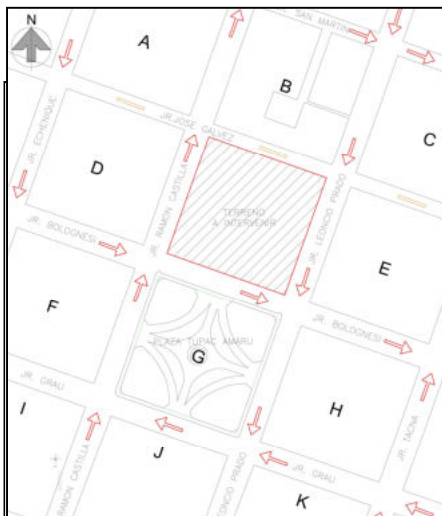 N
SAN MARTIN
A
B
C
JR. ECHENIQUE
JR.JOSE GALVEZ
D
JR. RAMON CASTILLA
TERRENO
A INTERVENIR
JR. LEONCIO PRADO
E
JR. BOLOGNESI
F
JR. BOLOGNESI
PLAZA TUPAC AMARU
G
H
I
JR. GRAU
J
RAMON CASTILLA
LEONCIO PRADO
JR. GRAU
JR. TACNA
K